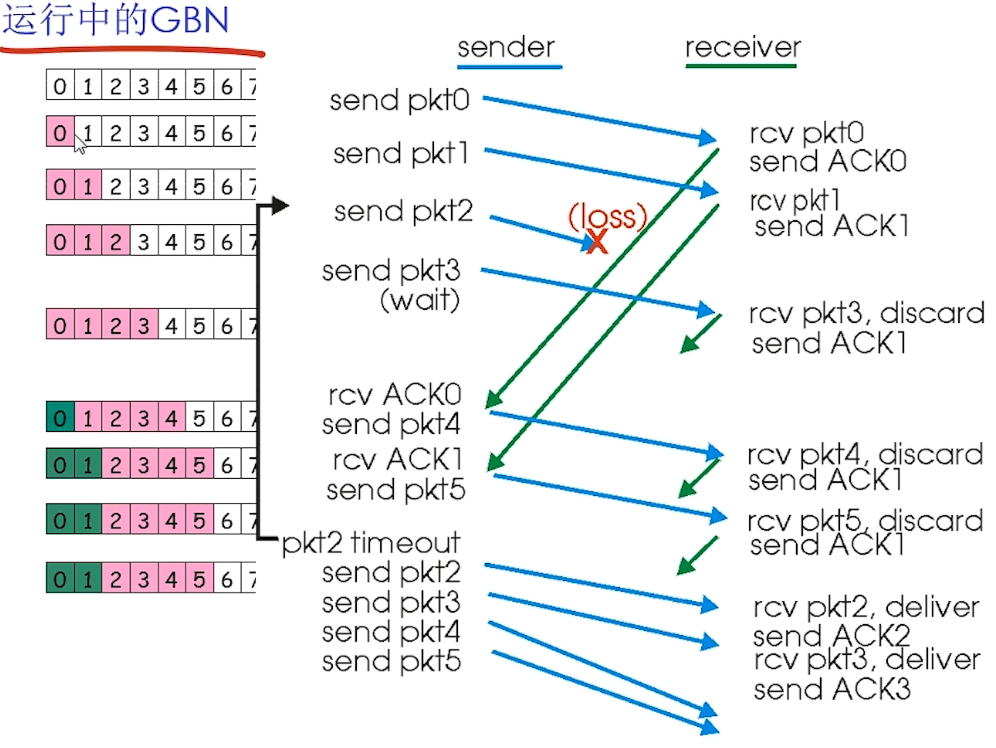 运行中的GBN
sender
receiver
0 1 2 3 4 5 6 7
0 1 2 3 4 5 6 7
0 1 2 3 4 5 6 7
0 1 2 3 4 5 6 7
0 1 2 3 4 5 6 7
0 1 2 3 4 5 6 7
0 1 2 3 4 5 6 7
0 1 2 3 4 5 6 7
0 1 2 3 4 5 6 7
send pkt0
send pkt1
send pkt2
send pkt3
(wait)
rcv ACK0
send pkt4
rcv ACK1
send pkt5
pkt2 timeout
send pkt2
send pkt3
send pkt4
send pkt5
(loss)
X
rcv pkt0
send ACK0
rcv pkt1
send ACK1
rcv pkt3, discard
send ACK1
rcv pkt4, discard
send ACK1
rcv pkt5, discard
send ACK1
rcv pkt2, deliver
send ACK2
rcv pkt3, deliver
send ACK3